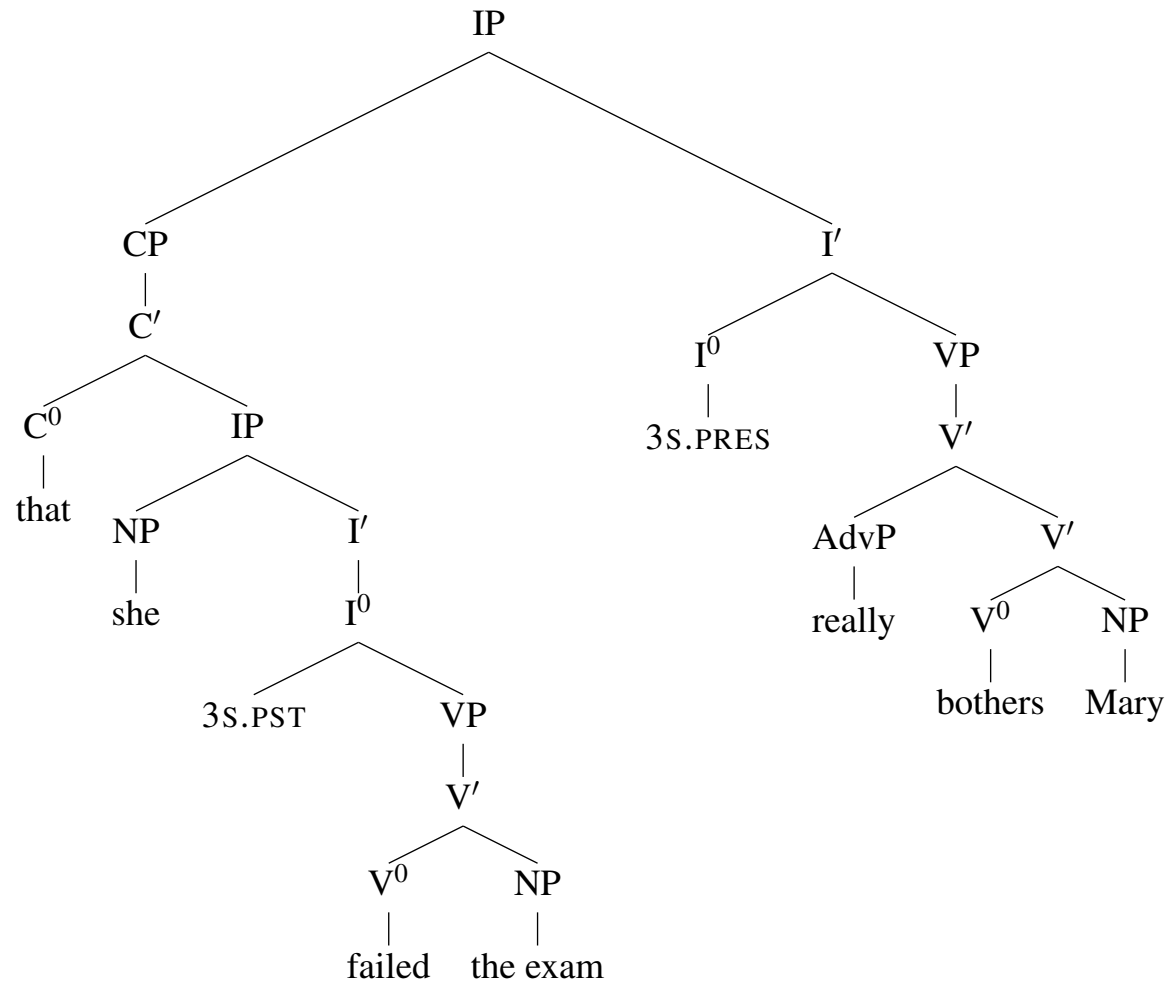 IP
CP I′
C′
I⁰ VP
C⁰ IP
3S.PRES V′
that
NP I′
AdvP V′
she I⁰
really V⁰ NP
3S.PST VP
bothers Mary
V′
V⁰ NP
failed the exam